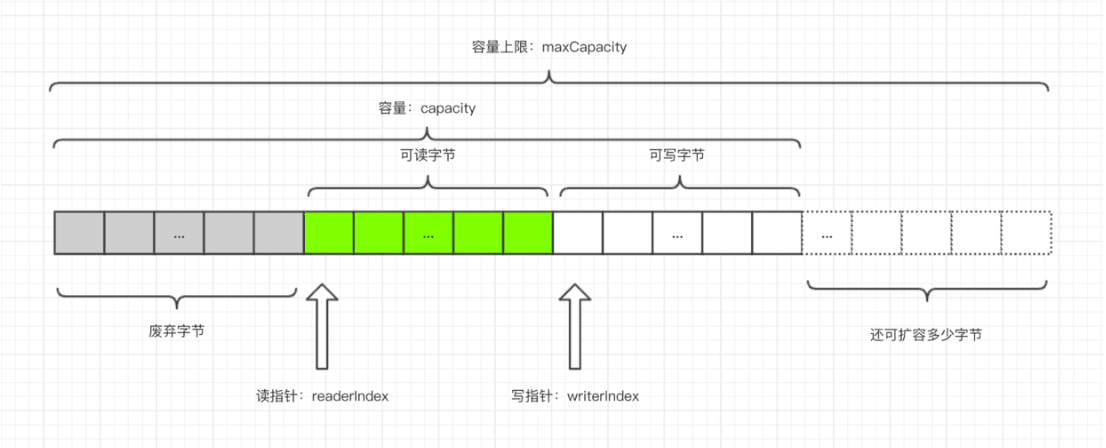 容量上限：maxCapacity
容量：capacity
可读字节
可写字节
...
...
...
...
废弃字节
还可扩容多少字节
读指针：readerIndex
写指针：writerIndex